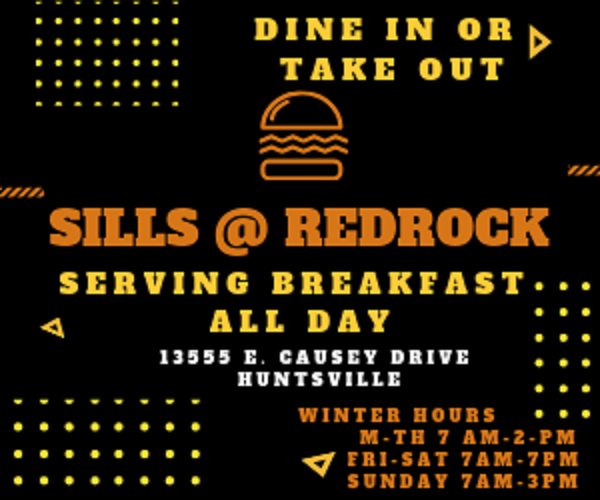 DINE IN OR
TAKE OUT
SILLS @ REDROCK
SERVING BREAKFAST
ALL DAY
13555 E. CAUSEY DRIVE
HUNTSVILLE
WINTER HOURS
M-TH 7 AM-2-PM
FRI-SAT 7AM-7PM
SUNDAY 7AM-3PM